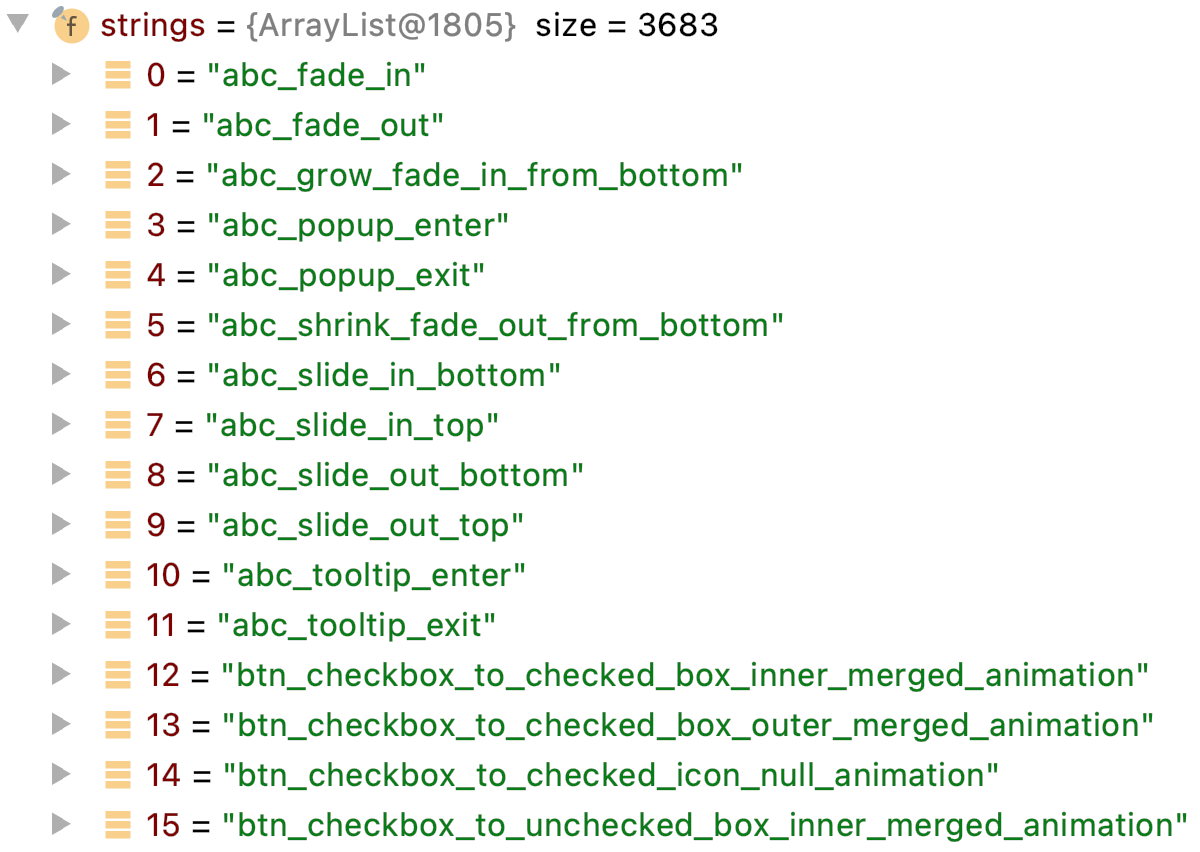 f strings = {ArrayList@1805} size = 3683
0 = "abc_fade_in"
1 = "abc_fade_out"
2 = "abc_grow_fade_in_from_bottom"
3 = "abc_popup_enter"
4 = "abc_popup_exit"
5 = "abc_shrink_fade_out_from_bottom"
6 = "abc_slide_in_bottom"
7 = "abc_slide_in_top"
8 = "abc_slide_out_bottom"
9 = "abc_slide_out_top"
10 = "abc_tooltip_enter"
11 = "abc_tooltip_exit"
12 = "btn_checkbox_to_checked_box_inner_merged_animation"
13 = "btn_checkbox_to_checked_box_outer_merged_animation"
14 = "btn_checkbox_to_checked_icon_null_animation"
15 = "btn_checkbox_to_unchecked_box_inner_merged_animation"